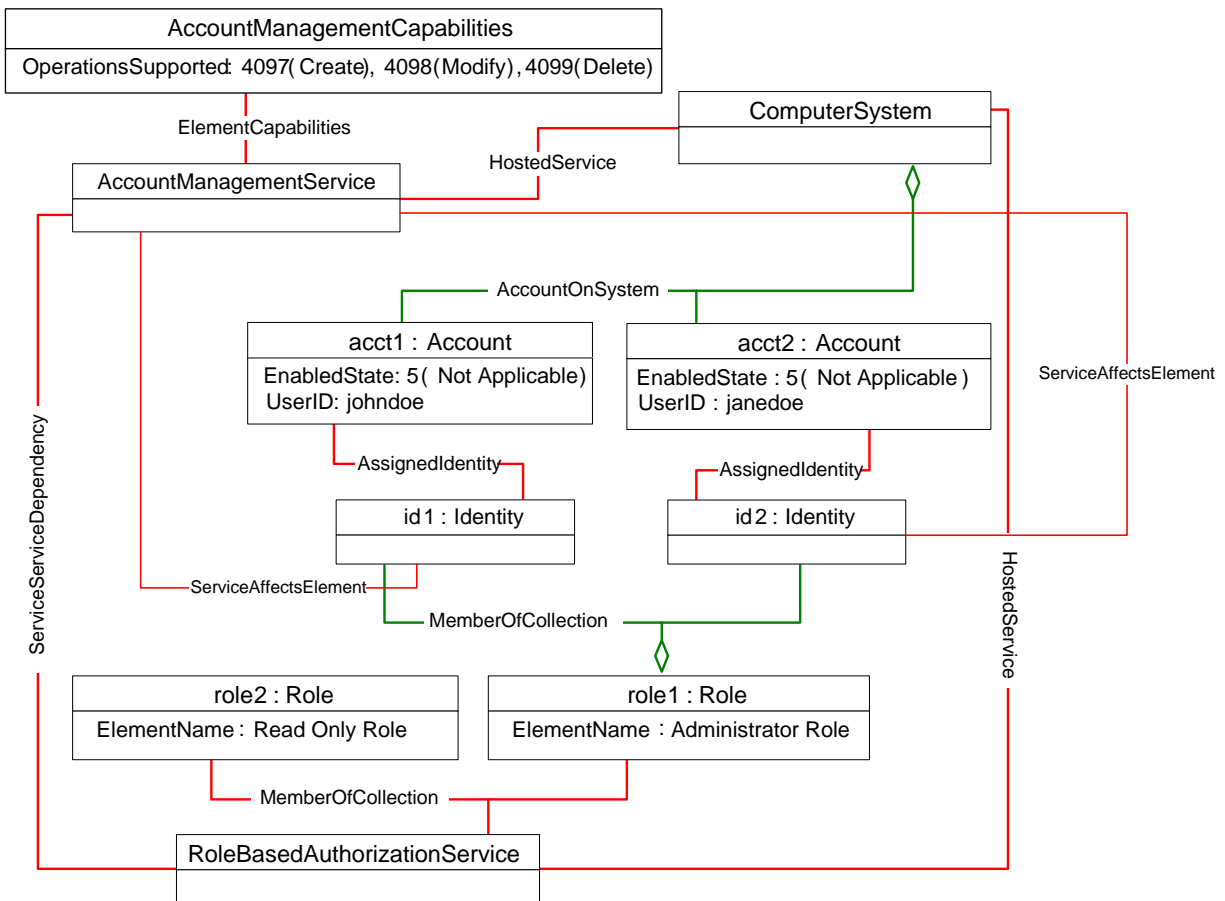 AccountManagementCapabilities
OperationsSupported: 4097(Create), 4098(Modify), 4099(Delete)
ComputerSystem
ElementCapabilities
HostedService
AccountManagementService
AccountOnSystem
acct1 : Account
EnabledState: 5( Not Applicable)
UserID: johndoe
acct2 : Account
EnabledState : 5( Not Applicable )
UserID : janedoe
ServiceAffectsElement
AssignedIdentity
AssignedIdentity
ServiceServiceDependency
id1 : Identity
id2 : Identity
ServiceAffectsElement
HostedService
MemberOfCollection
role2 : Role
ElementName : Read Only Role
role1 : Role
ElementName : Administrator Role
MemberOfCollection
RoleBasedAuthorizationService